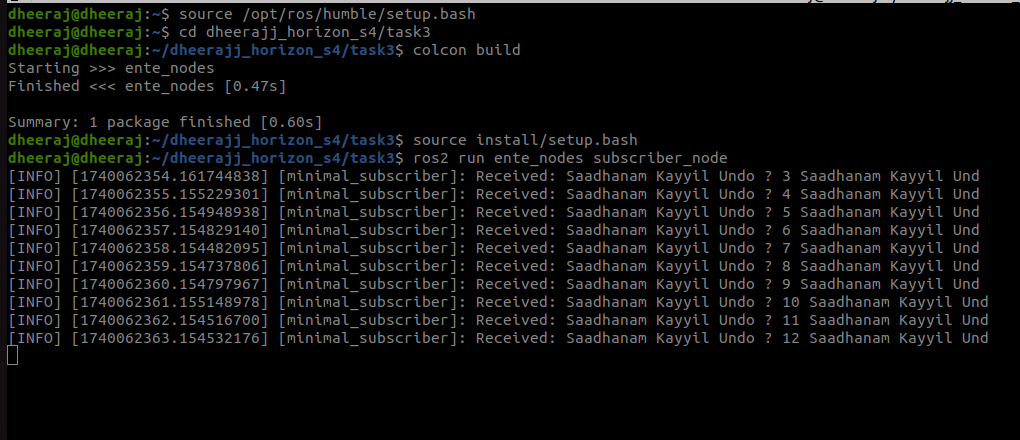 dheeraj@dheeraj:~$ source /opt/ros/humble/setup.bash
dheeraj@dheeraj:~$ cd dheerajj_horizon_s4/task3
dheeraj@dheeraj:~/dheerajj_horizon_s4/task3$ colcon build
Starting >>> ente_nodes
Finished <<< ente_nodes [0.47s]

Summary: 1 package finished [0.60s]
dheeraj@dheeraj:~/dheerajj_horizon_s4/task3$ source install/setup.bash
dheeraj@dheeraj:~/dheerajj_horizon_s4/task3$ ros2 run ente_nodes subscriber_node
[INFO] [1740062354.161744838] [minimal_subscriber]: Received: Saadhanam Kayyil Undo ? 3 Saadhanam Kayyil Und
[INFO] [1740062355.155229301] [minimal_subscriber]: Received: Saadhanam Kayyil Undo ? 4 Saadhanam Kayyil Und
[INFO] [1740062356.154948938] [minimal_subscriber]: Received: Saadhanam Kayyil Undo ? 5 Saadhanam Kayyil Und
[INFO] [1740062357.154829140] [minimal_subscriber]: Received: Saadhanam Kayyil Undo ? 6 Saadhanam Kayyil Und
[INFO] [1740062358.154482095] [minimal_subscriber]: Received: Saadhanam Kayyil Undo ? 7 Saadhanam Kayyil Und
[INFO] [1740062359.154737806] [minimal_subscriber]: Received: Saadhanam Kayyil Undo ? 8 Saadhanam Kayyil Und
[INFO] [1740062360.154797967] [minimal_subscriber]: Received: Saadhanam Kayyil Undo ? 9 Saadhanam Kayyil Und
[INFO] [1740062361.155148978] [minimal_subscriber]: Received: Saadhanam Kayyil Undo ? 10 Saadhanam Kayyil Und
[INFO] [1740062362.154516700] [minimal_subscriber]: Received: Saadhanam Kayyil Undo ? 11 Saadhanam Kayyil Und
[INFO] [1740062363.154532176] [minimal_subscriber]: Received: Saadhanam Kayyil Undo ? 12 Saadhanam Kayyil Und